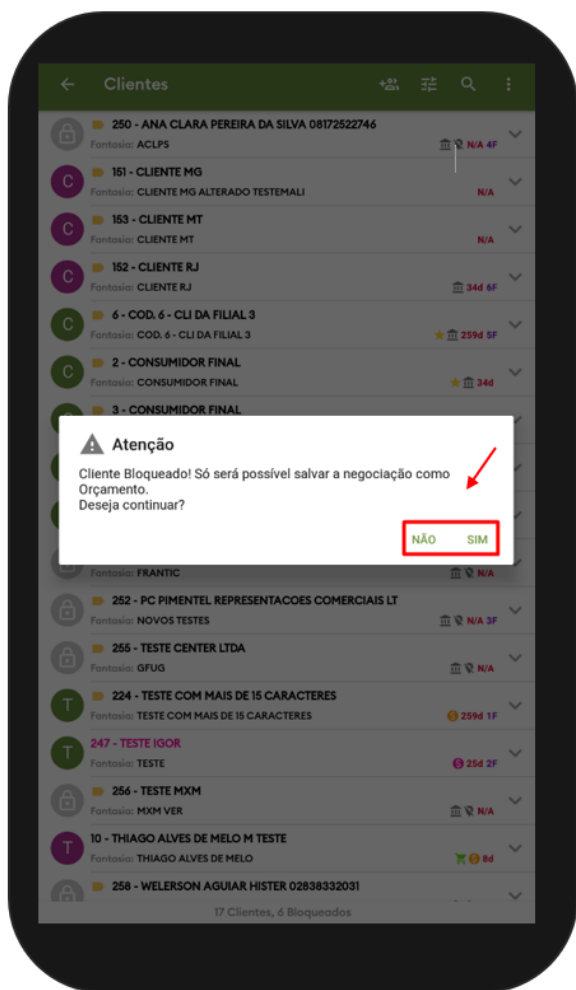 Clientes
250 - ANA CLARA PEREIRA DA SILVA 08172522746
Fantasia: ACLPS N/A 4F
C 151 - CLIENTE MG
Fantasia: CLIENTE MG ALTERADO TESTEMALI N/A
C 153 - CLIENTE MT
Fantasia: CLIENTE MT N/A
C 152 - CLIENTE RJ
Fantasia: CLIENTE RJ 34d 6F
C 6 - COD. 6 - CLI DA FILIAL 3
Fantasia: COD. 6 - CLI DA FILIAL 3 259d 5F
C 2 - CONSUMIDOR FINAL
Fantasia: CONSUMIDOR FINAL 34d
3 - CONSUMIDOR FINAL
Atenção
Cliente Bloqueado! Só será possível salvar a negociação como
Orçamento.
Deseja continuar?
NÃO SIM
Fantasia: FRANTIC N/A
252 - PC PIMENTEL REPRESENTACOES COMERCIAIS LT
Fantasia: NOVOS TESTES N/A 3F
255 - TESTE CENTER LTDA
Fantasia: GFUG N/A
T 224 - TESTE COM MAIS DE 15 CARACTERES
Fantasia: TESTE COM MAIS DE 15 CARACTERES 259d 1F
T 247 - TESTE IGOR
Fantasia: TESTE 25d 2F
256 - TESTE MXM
Fantasia: MXM VER N/A
T 10 - THIAGO ALVES DE MELO M TESTE
Fantasia: THIAGO ALVES DE MELO 8d
258 - WELERSON AGUIAR HISTER 02838332031
17 Clientes, 6 Bloqueados